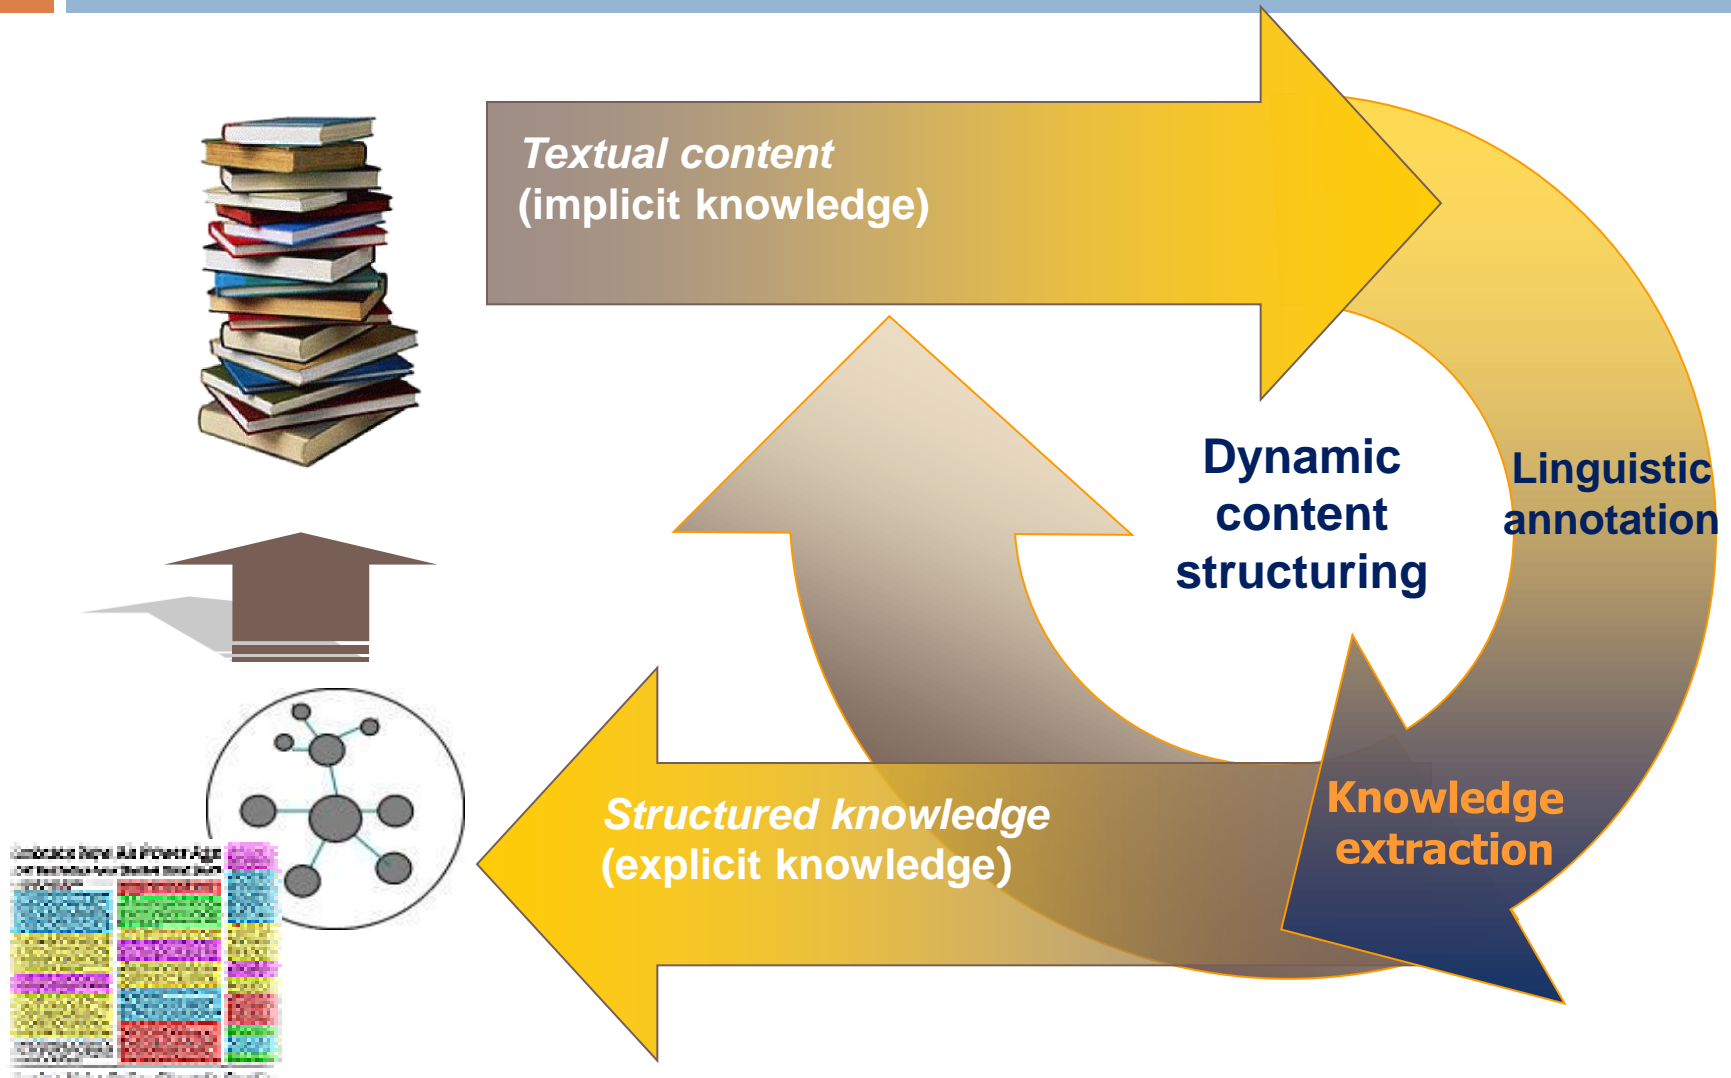 Textual content
(implicit knowledge)
Dynamic
content
structuring
Linguistic
annotation
Knowledge
extraction
Structured knowledge
(explicit knowledge)